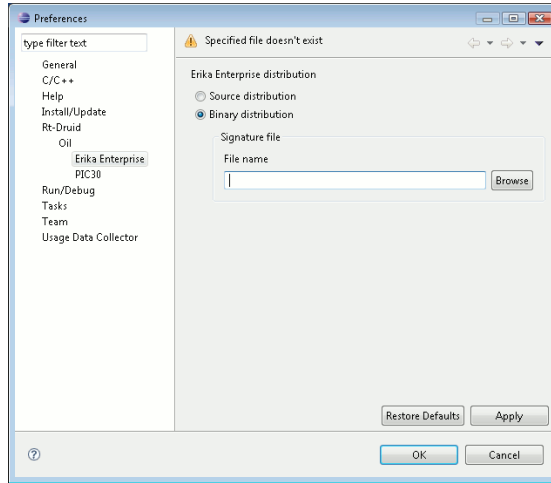 Preferences
type filter text
Specified file doesn't exist
General
C/C++
Help
Install/Update
Rt-Druid
Oil
Erika Enterprise
PIC30
Run/Debug
Tasks
Team
Usage Data Collector
Erika Enterprise distribution
Source distribution
Binary distribution
Signature file
File name
Browse
Restore Defaults
Apply
OK
Cancel